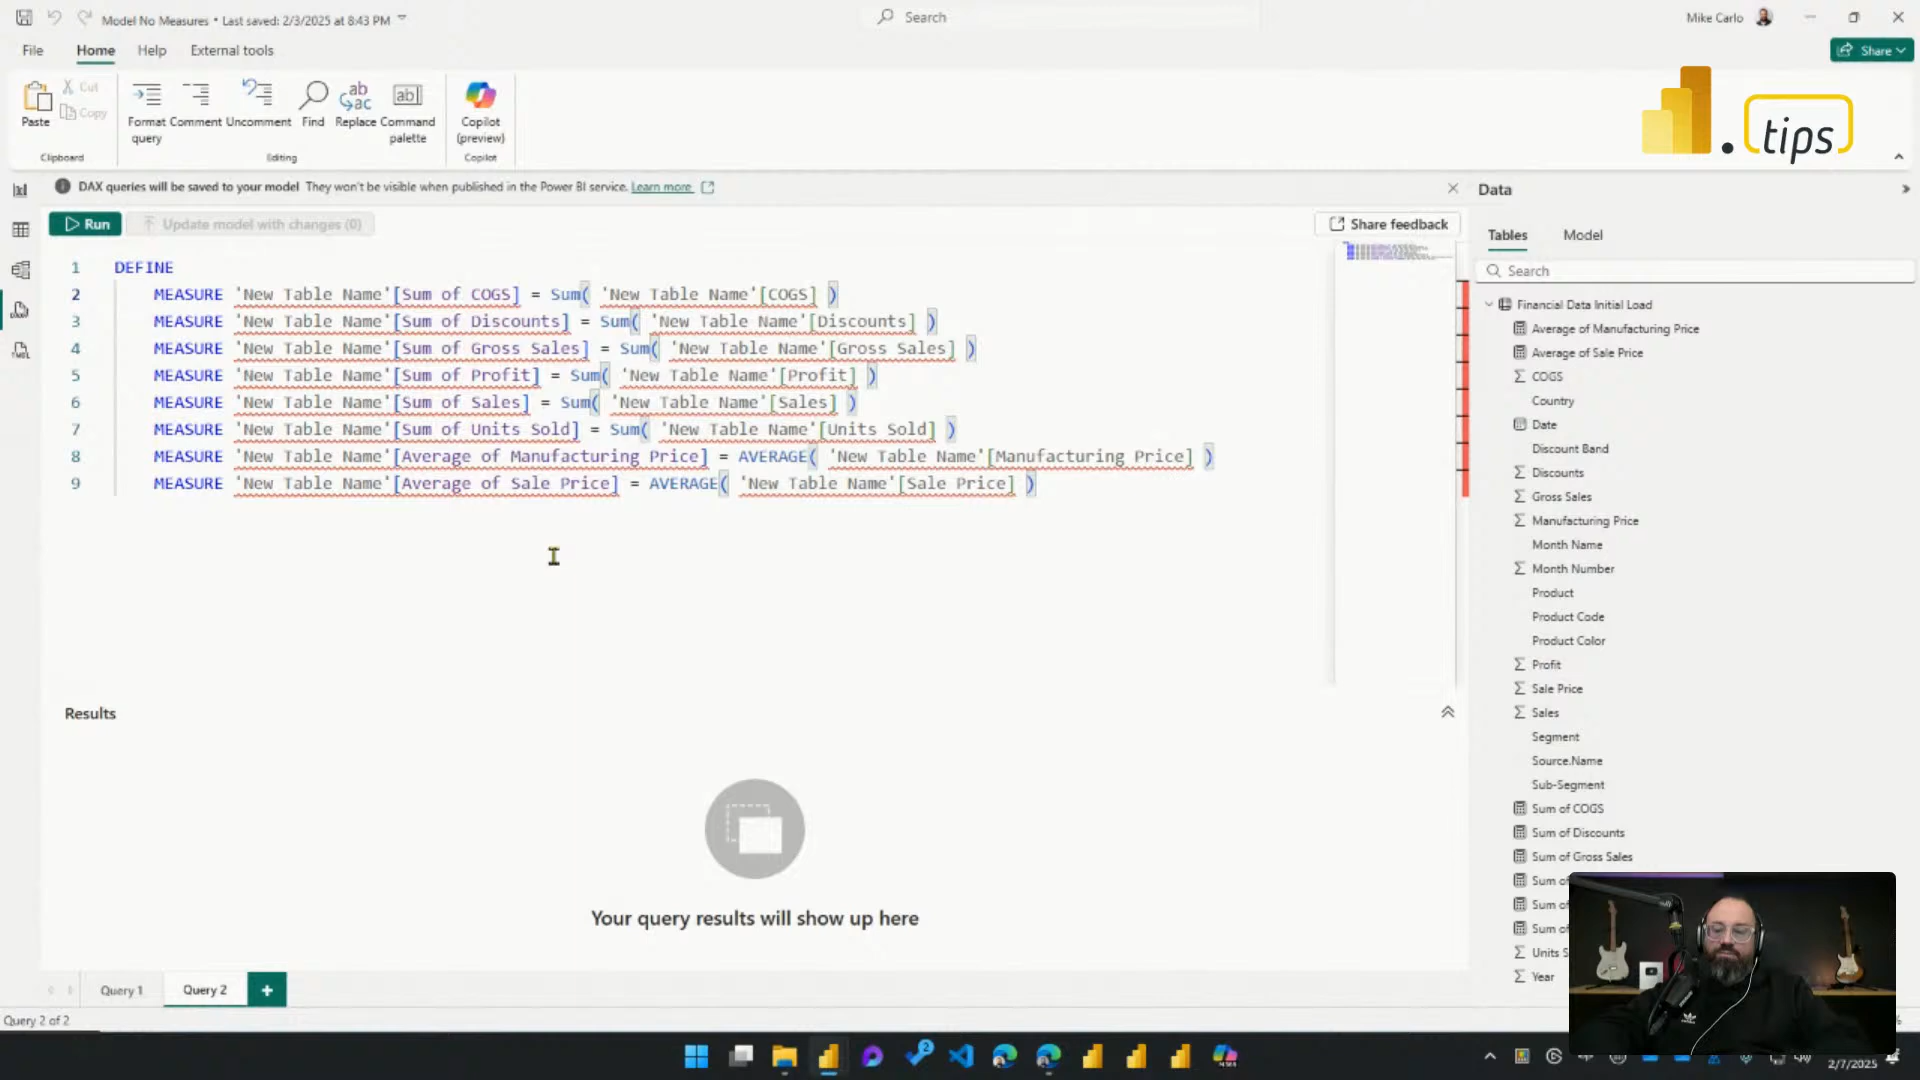 Model No Measures • Last saved: 2/3/2025 at 8:43 PM
Search
Mike Carlo
File
Home
Help
External tools
Share
Paste
Cut
Copy
Format query
Comment
Uncomment
Find
Replace
Command palette
Copilot (preview)
Clipboard
Editing
Copilot
.tips
DAX queries will be saved to your model They won't be visible when published in the Power BI service. Learn more
Run
Update model with changes (0)
Share feedback
1 DEFINE
2 MEASURE 'New Table Name'[Sum of COGS] = Sum( 'New Table Name'[COGS] )
3 MEASURE 'New Table Name'[Sum of Discounts] = Sum( 'New Table Name'[Discounts] )
4 MEASURE 'New Table Name'[Sum of Gross Sales] = Sum( 'New Table Name'[Gross Sales] )
5 MEASURE 'New Table Name'[Sum of Profit] = Sum( 'New Table Name'[Profit] )
6 MEASURE 'New Table Name'[Sum of Sales] = Sum( 'New Table Name'[Sales] )
7 MEASURE 'New Table Name'[Sum of Units Sold] = Sum( 'New Table Name'[Units Sold] )
8 MEASURE 'New Table Name'[Average of Manufacturing Price] = AVERAGE( 'New Table Name'[Manufacturing Price] )
9 MEASURE 'New Table Name'[Average of Sale Price] = AVERAGE( 'New Table Name'[Sale Price] )
Results
Your query results will show up here
Query 1
Query 2
Query 2 of 2
Data
Tables
Model
Search
Financial Data Initial Load
Average of Manufacturing Price
Average of Sale Price
COGS
Country
Date
Discount Band
Discounts
Gross Sales
Manufacturing Price
Month Name
Month Number
Product
Product Code
Product Color
Profit
Sale Price
Sales
Segment
Source.Name
Sub-Segment
Sum of COGS
Sum of Discounts
Sum of Gross Sales
Sum of
Sum of
Sum of
Units S
Year
2
2/7/2025